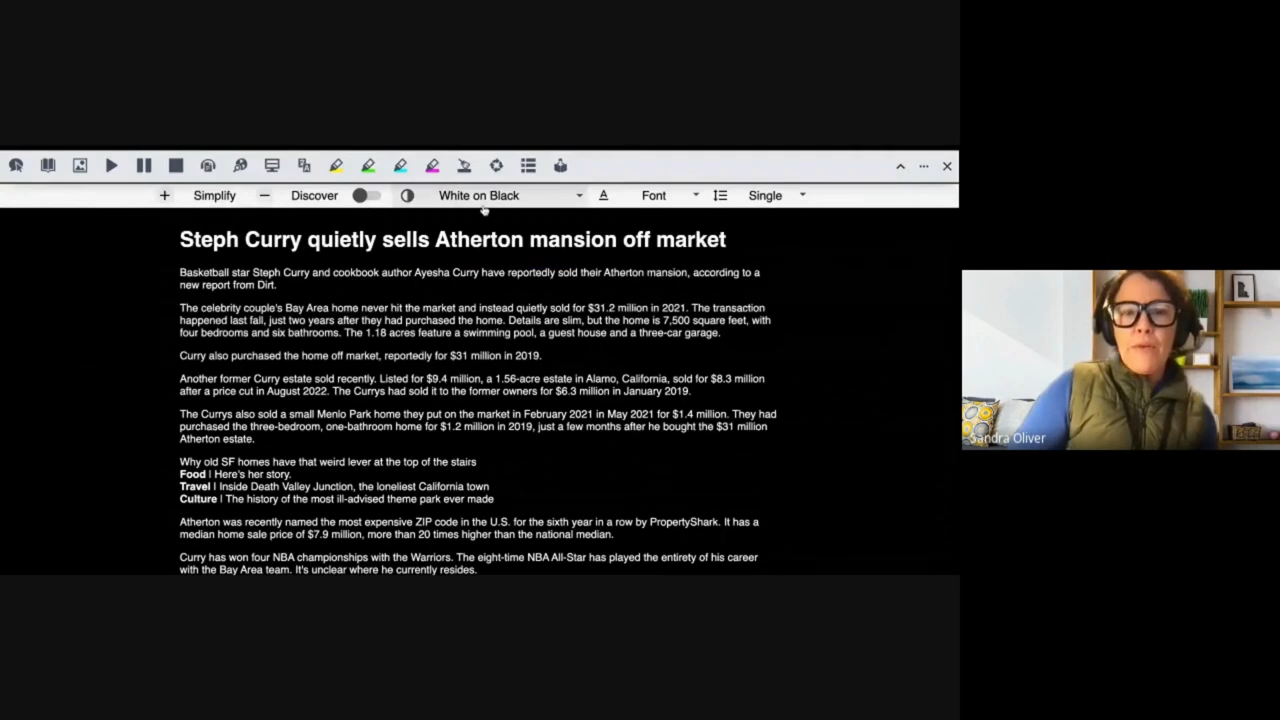 Simplify
Discover
White on Black
Font
Single
Steph Curry quietly sells Atherton mansion off market
Basketball star Steph Curry and cookbook author Ayesha Curry have reportedly sold their Atherton mansion, according to a
new report from Dirt.
The celebrity couple's Bay Area home never hit the market and instead quietly sold for $31.2 million in 2021. The transaction
happened last fall, just two years after they had purchased the home. Details are slim, but the home is 7,500 square feet, with
four bedrooms and six bathrooms. The 1.18 acres feature a swimming pool, a guest house and a three-car garage.
Curry also purchased the home off market, reportedly for $31 million in 2019.
Another former Curry estate sold recently. Listed for $9.4 million, a 1.56-acre estate in Alamo, California, sold for $8.3 million
after a price cut in August 2022. The Currys had sold it to the former owners for $6.3 million in January 2019.
The Currys also sold a small Menlo Park home they put on the market in February 2021 in May 2021 for $1.4 million. They had
purchased the three-bedroom, one-bathroom home for $1.2 million in 2019, just a few months after he bought the $31 million
Atherton estate.
Why old SF homes have that weird lever at the top of the stairs
Food | Here's her story.
Travel | Inside Death Valley Junction, the loneliest California town
Culture | The history of the most ill-advised theme park ever made
Atherton was recently named the most expensive ZIP code in the U.S. for the sixth year in a row by PropertyShark. It has a
median home sale price of $7.9 million, more than 20 times higher than the national median.
Curry has won four NBA championships with the Warriors. The eight-time NBA All-Star has played the entirety of his career
with the Bay Area team. It's unclear where he currently resides.
Sandra Oliver